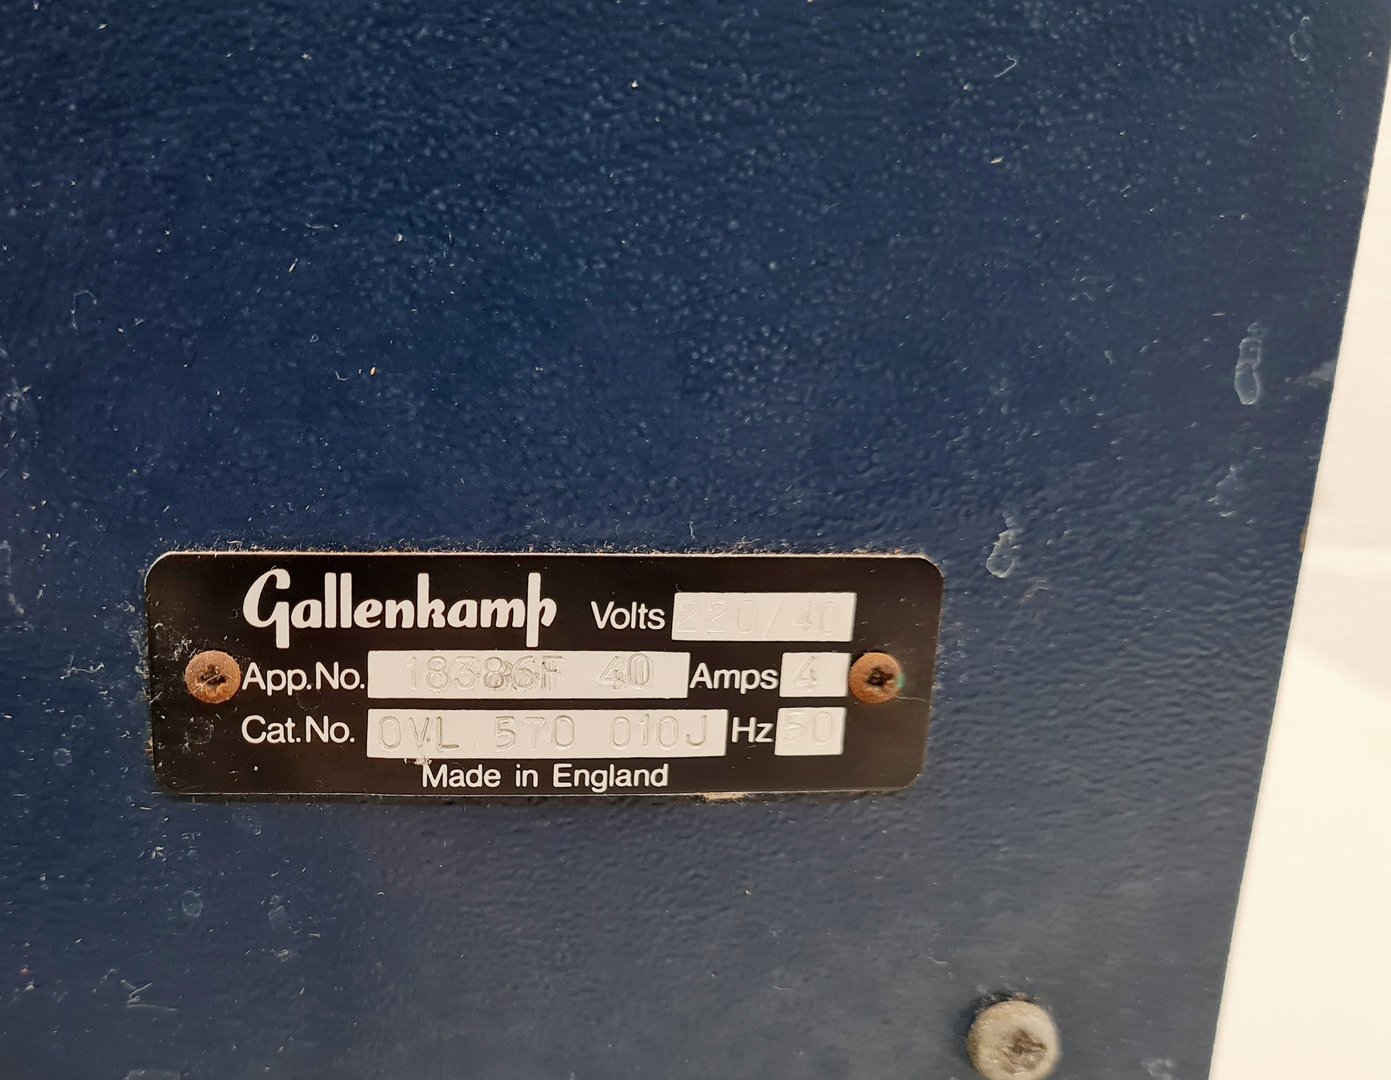 Gallenkamp Volts 220/40
App.No. 18386F 40 Amps 4
Cat.No. OVL 570 010J Hz 50
Made in England